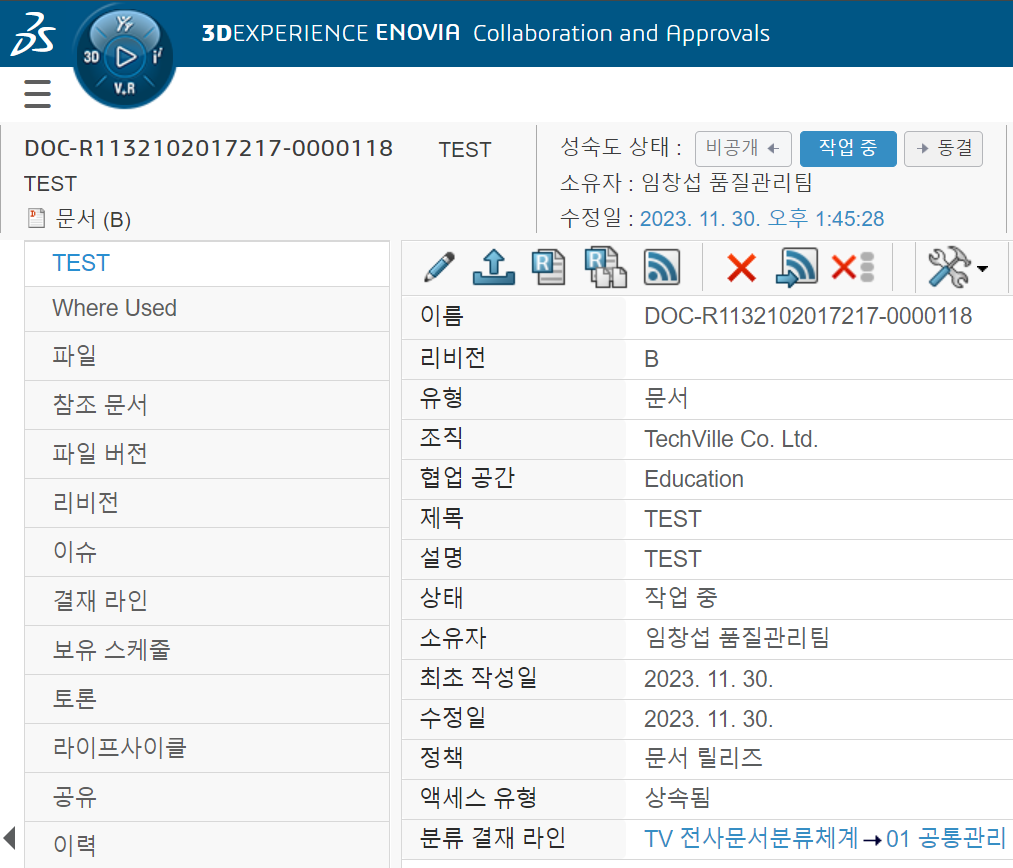 3DEXPERIENCE ENOVIA Collaboration and Approvals
3D
V.R
DOC-R1132102017217-0000118 TEST
TEST
문서 (B)
성숙도 상태 : 비공개 작업 중 동결
소유자 : 임창섭 품질관리팀
수정일 : 2023. 11. 30. 오후 1:45:28
TEST
Where Used
파일
참조 문서
파일 버전
리비전
이슈
결재 라인
보유 스케줄
토론
라이프사이클
공유
이력
이름 DOC-R1132102017217-0000118
리비전 B
유형 문서
조직 TechVille Co. Ltd.
협업 공간 Education
제목 TEST
설명 TEST
상태 작업 중
소유자 임창섭 품질관리팀
최초 작성일 2023. 11. 30.
수정일 2023. 11. 30.
정책 문서 릴리즈
액세스 유형 상속됨
분류 결재 라인 TV 전사문서분류체계→01 공통관리